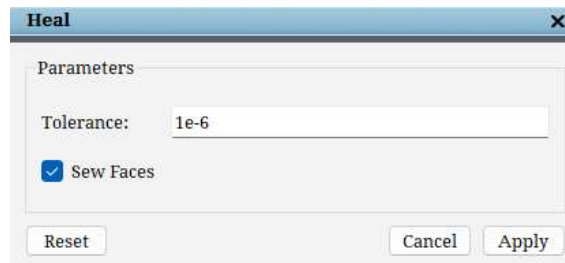 Heal
Parameters
Tolerance: 1e-6
Sew Faces
Reset Cancel Apply